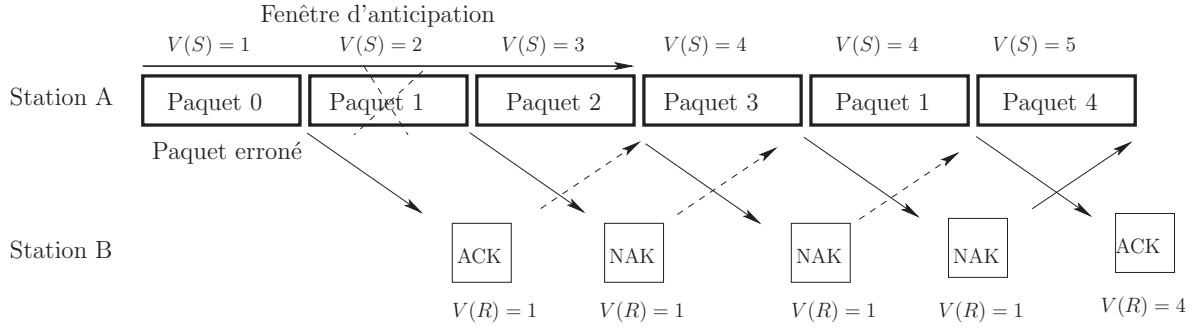 Fenêtre d'anticipation
V(S) = 1 V(S) = 2 V(S) = 3 V(S) = 4 V(S) = 4 V(S) = 5
Station A Paquet 0 Paquet 1 Paquet 2 Paquet 3 Paquet 1 Paquet 4
Paquet erroné
Station B ACK NAK NAK NAK ACK
V(R) = 1 V(R) = 1 V(R) = 1 V(R) = 1 V(R) = 4